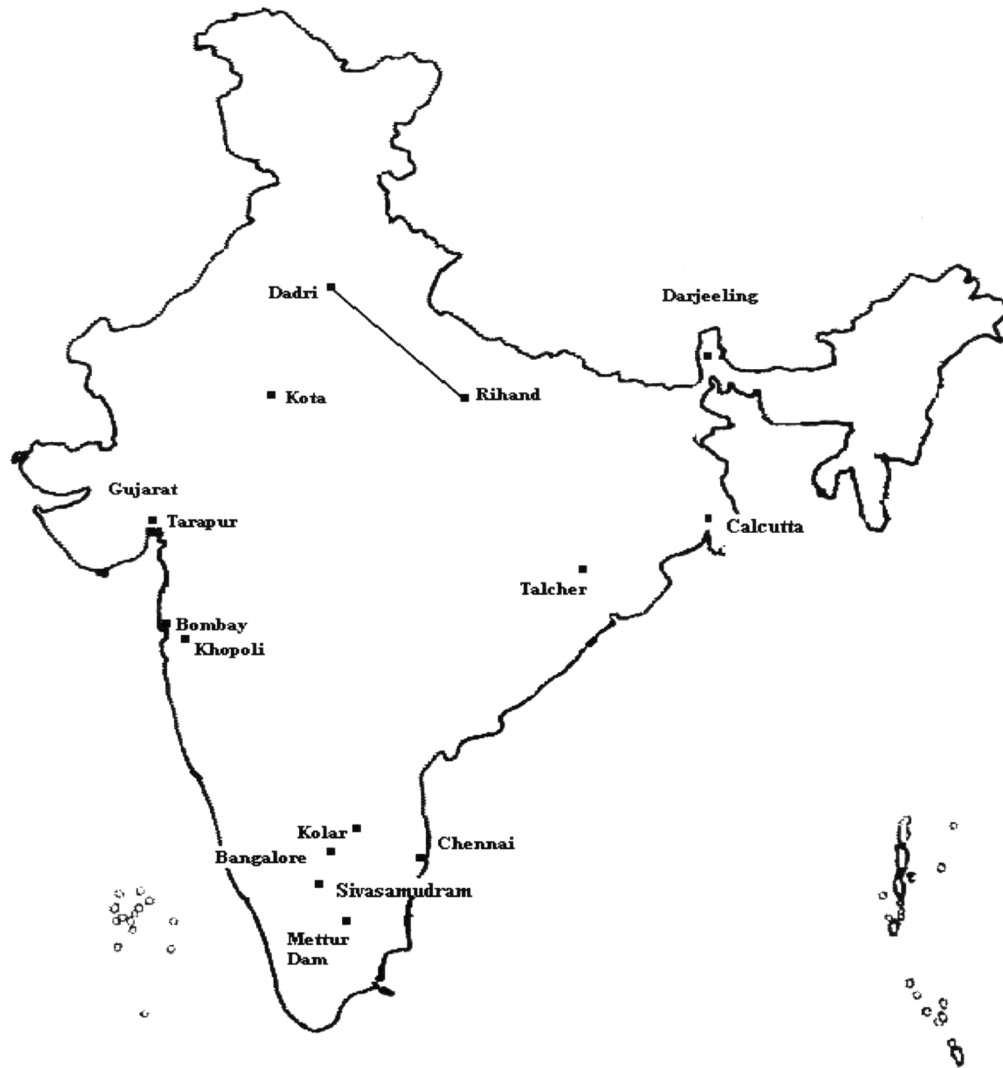 Dadri
Darjeeling
Kota
Rihand
Gujarat
Tarapur
Calcutta
Talcher
Bombay
Khopoli
Kolar
Chennai
Bangalore
Sivasamudram
Mettur
Dam